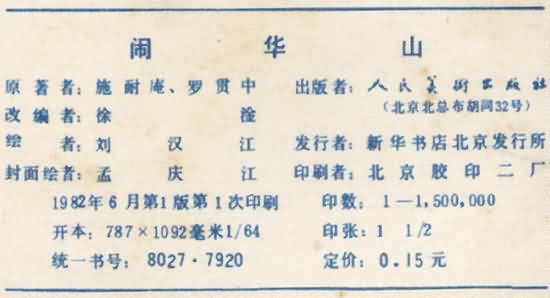 闹华山
原著者：施耐庵、罗贯中 出版者：人民美术出版社
（北京北总布胡同32号）
改编者：徐淦
绘者：刘汉江 发行者：新华书店北京发行所
封面绘者：孟庆江 印刷者：北京胶印二厂
1982年6月第1版第1次印刷 印数：1—1,500,000
开本：787×1092毫米1/64 印张：1 1/2
统一书号：8027·7920 定价：0.15元